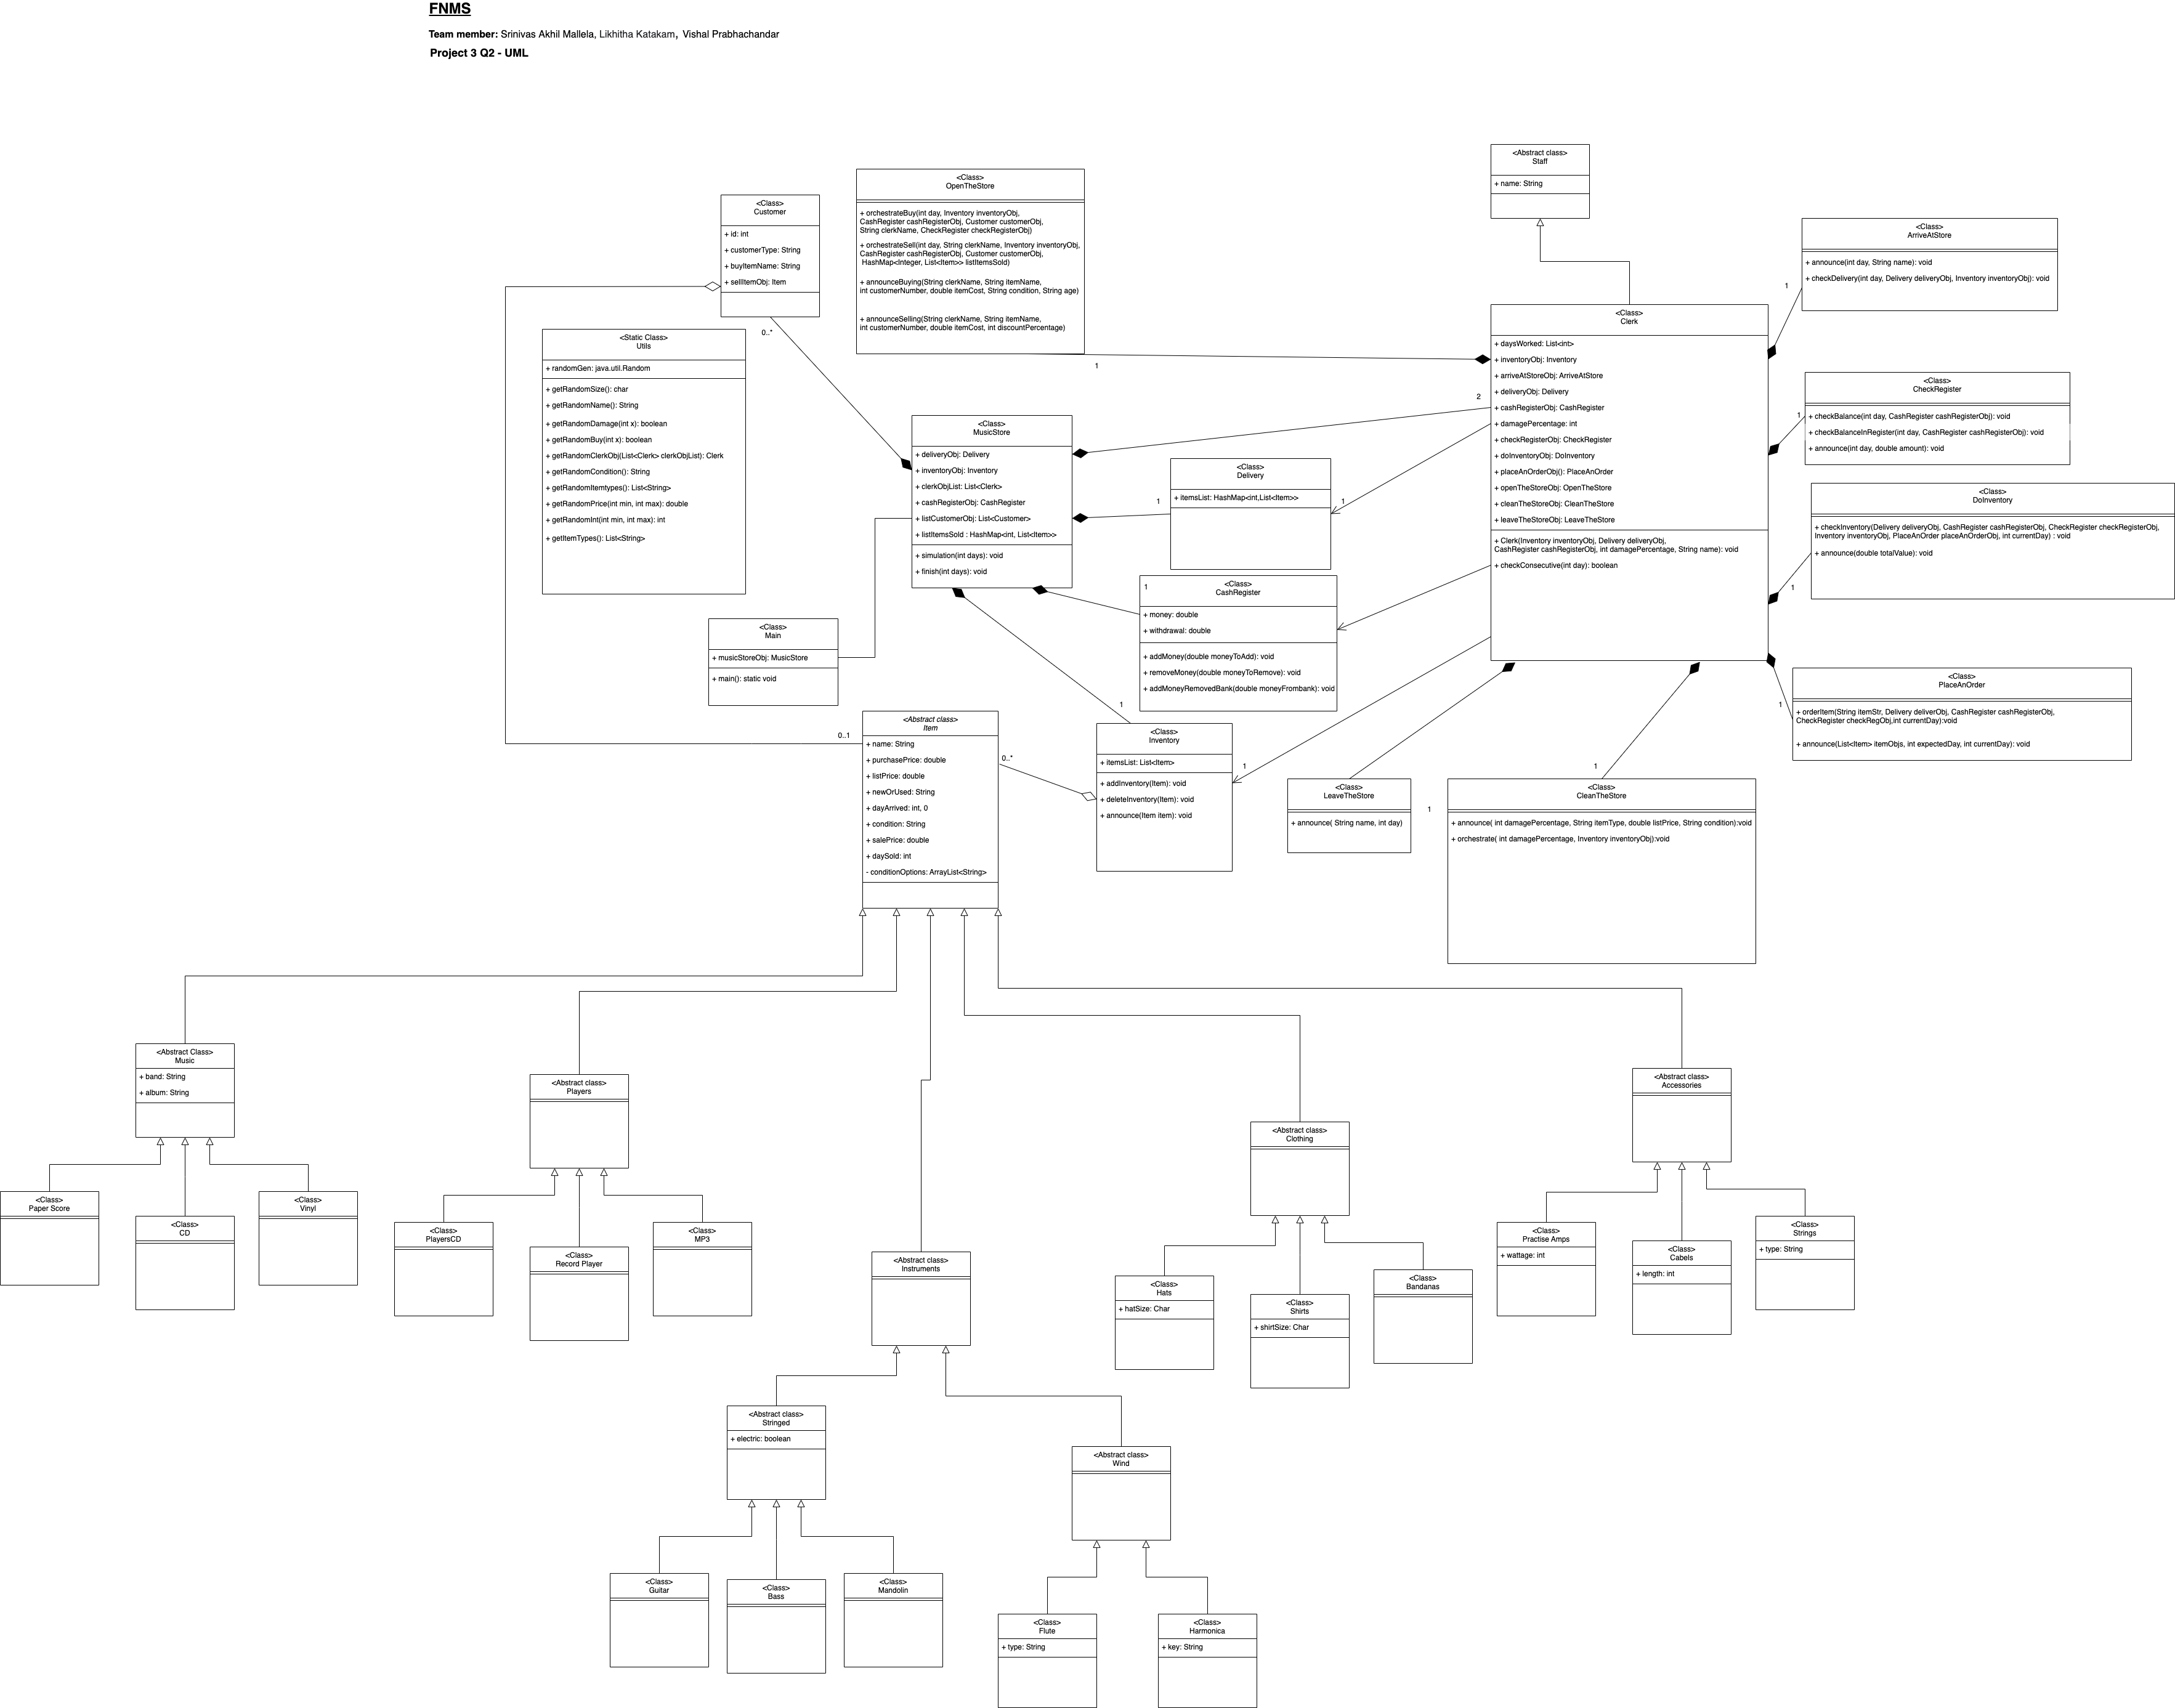 FNMS
Team member: Srinivas Akhil Mallela, Likhitha Katakam, Vishal Prabhachandar
Project 3 Q2 - UML
<Abstract class>
Staff
+ name: String
<Class>
OpenTheStore
+ orchestrateBuy(int day, Inventory inventoryObj,
CashRegister cashRegisterObj, Customer customerObj,
String clerkName, CheckRegister checkRegisterObj)
+ orchestrateSell(int day, String clerkName, Inventory inventoryObj,
CashRegister cashRegisterObj, Customer customerObj,
HashMap<Integer, List<Item>> listItemsSold)
+ announceBuying(String clerkName, String itemName,
int customerNumber, double itemCost, String condition, String age)
+ announceSelling(String clerkName, String itemName,
int customerNumber, double itemCost, int discountPercentage)
1
<Class>
Customer
+ id: int
+ customerType: String
+ buyItemName: String
+ sellItemObj: Item
0..*
<Class>
ArriveAtStore
+ announce(int day, String name): void
+ checkDelivery(int day, Delivery deliveryObj, Inventory inventoryObj): void
1
<Static Class>
Utils
+ randomGen: java.util.Random
+ getRandomSize(): char
+ getRandomName(): String
+ getRandomDamage(int x): boolean
+ getRandomBuy(int x): boolean
+ getRandomClerkObj(List<Clerk> clerkObjList): Clerk
+ getRandomCondition(): String
+ getRandomItemtypes(): List<String>
+ getRandomPrice(int min, int max): double
+ getRandomInt(int min, int max): int
+ getItemTypes(): List<String>
<Class>
Clerk
+ daysWorked: List<int>
+ inventoryObj: Inventory
+ arriveAtStoreObj: ArriveAtStore
+ deliveryObj: Delivery
+ cashRegisterObj: CashRegister
+ damagePercentage: int
+ checkRegisterObj: CheckRegister
+ doInventoryObj: DoInventory
+ placeAnOrderObj(): PlaceAnOrder
+ openTheStoreObj: OpenTheStore
+ cleanTheStoreObj: CleanTheStore
+ leaveTheStoreObj: LeaveTheStore
+ Clerk(Inventory inventoryObj, Delivery deliveryObj,
CashRegister cashRegisterObj, int damagePercentage, String name): void
+ checkConsecutive(int day): boolean
2
<Class>
CheckRegister
+ checkBalance(int day, CashRegister cashRegisterObj): void
+ checkBalanceInRegister(int day, CashRegister cashRegisterObj): void
+ announce(int day, double amount): void
1
<Class>
MusicStore
+ deliveryObj: Delivery
+ inventoryObj: Inventory
+ clerkObjList: List<Clerk>
+ cashRegisterObj: CashRegister
+ listCustomerObj: List<Customer>
+ listItemsSold : HashMap<int, List<Item>>
+ simulation(int days): void
+ finish(int days): void
<Class>
Delivery
+ itemsList: HashMap<int,List<Item>>
1
1
<Class>
DoInventory
+ checkInventory(Delivery deliveryObj, CashRegister cashRegisterObj, CheckRegister checkRegisterObj,
Inventory inventoryObj, PlaceAnOrder placeAnOrderObj, int currentDay) : void
+ announce(double totalValue): void
1
1
<Class>
CashRegister
+ money: double
+ withdrawal: double
+ addMoney(double moneyToAdd): void
+ removeMoney(double moneyToRemove): void
+ addMoneyRemovedBank(double moneyFrombank): void
<Class>
Main
+ musicStoreObj: MusicStore
+ main(): static void
<Class>
PlaceAnOrder
+ orderItem(String itemStr, Delivery deliverObj, CashRegister cashRegisterObj,
CheckRegister checkRegObj,int currentDay):void
+ announce(List<Item> itemObjs, int expectedDay, int currentDay): void
1
<Abstract class>
Item
+ name: String
+ purchasePrice: double
+ listPrice: double
+ newOrUsed: String
+ dayArrived: int, 0
+ condition: String
+ salePrice: double
+ daySold: int
- conditionOptions: ArrayList<String>
0..1
0..*
1
<Class>
Inventory
+ itemsList: List<Item>
+ addInventory(Item): void
+ deleteInventory(Item): void
+ announce(Item item): void
1
<Class>
LeaveTheStore
+ announce( String name, int day)
1
1
<Class>
CleanTheStore
+ announce( int damagePercentage, String itemType, double listPrice, String condition):void
+ orchestrate( int damagePercentage, Inventory inventoryObj):void
<Abstract Class>
Music
+ band: String
+ album: String
<Abstract class>
Players
<Abstract class>
Accessories
<Abstract class>
Clothing
<Class>
Paper Score
<Class>
CD
<Class>
Vinyl
<Class>
PlayersCD
<Class>
Record Player
<Class>
MP3
<Abstract class>
Instruments
<Class>
Hats
+ hatSize: Char
<Class>
Shirts
+ shirtSize: Char
<Class>
Bandanas
<Class>
Practise Amps
+ wattage: int
<Class>
Cabels
+ length: int
<Class>
Strings
+ type: String
<Abstract class>
Stringed
+ electric: boolean
<Abstract class>
Wind
<Class>
Guitar
<Class>
Bass
<Class>
Mandolin
<Class>
Flute
+ type: String
<Class>
Harmonica
+ key: String